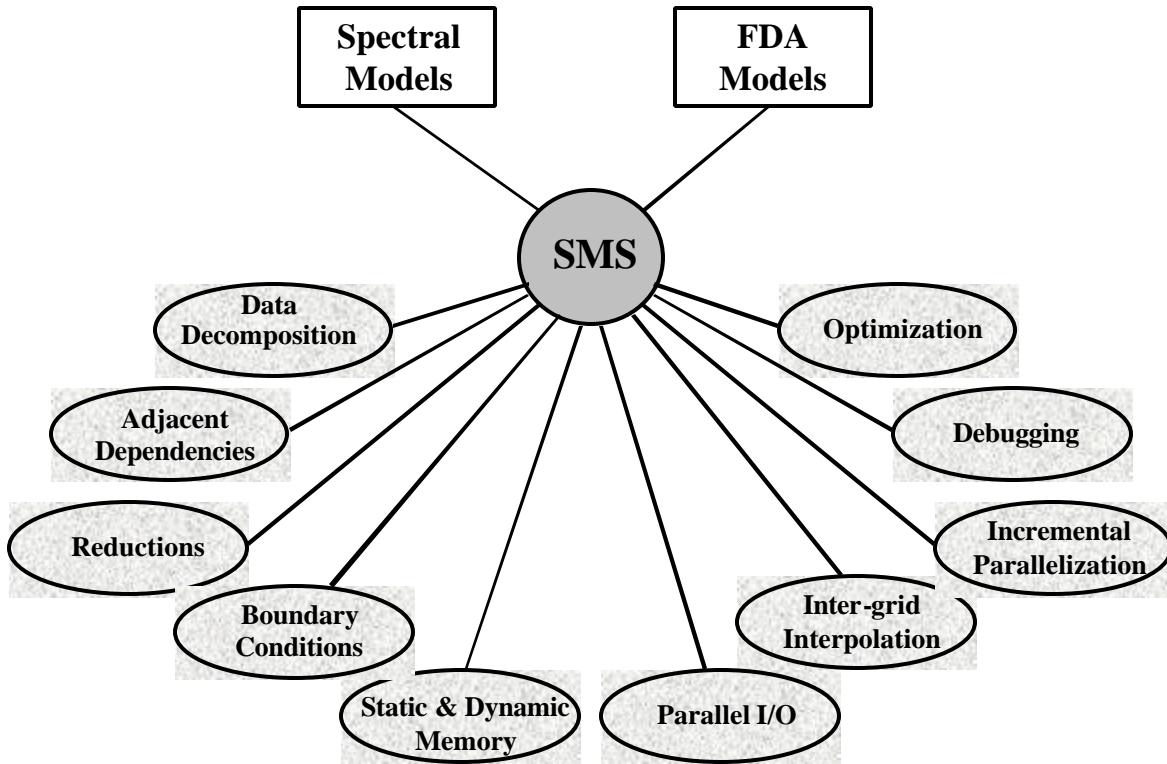 Spectral
Models
FDA
Models
SMS
Data
Decomposition
Optimization
Adjacent
Dependencies
Debugging
Reductions
Incremental
Parallelization
Boundary
Conditions
Inter-grid
Interpolation
Static & Dynamic
Memory
Parallel I/O